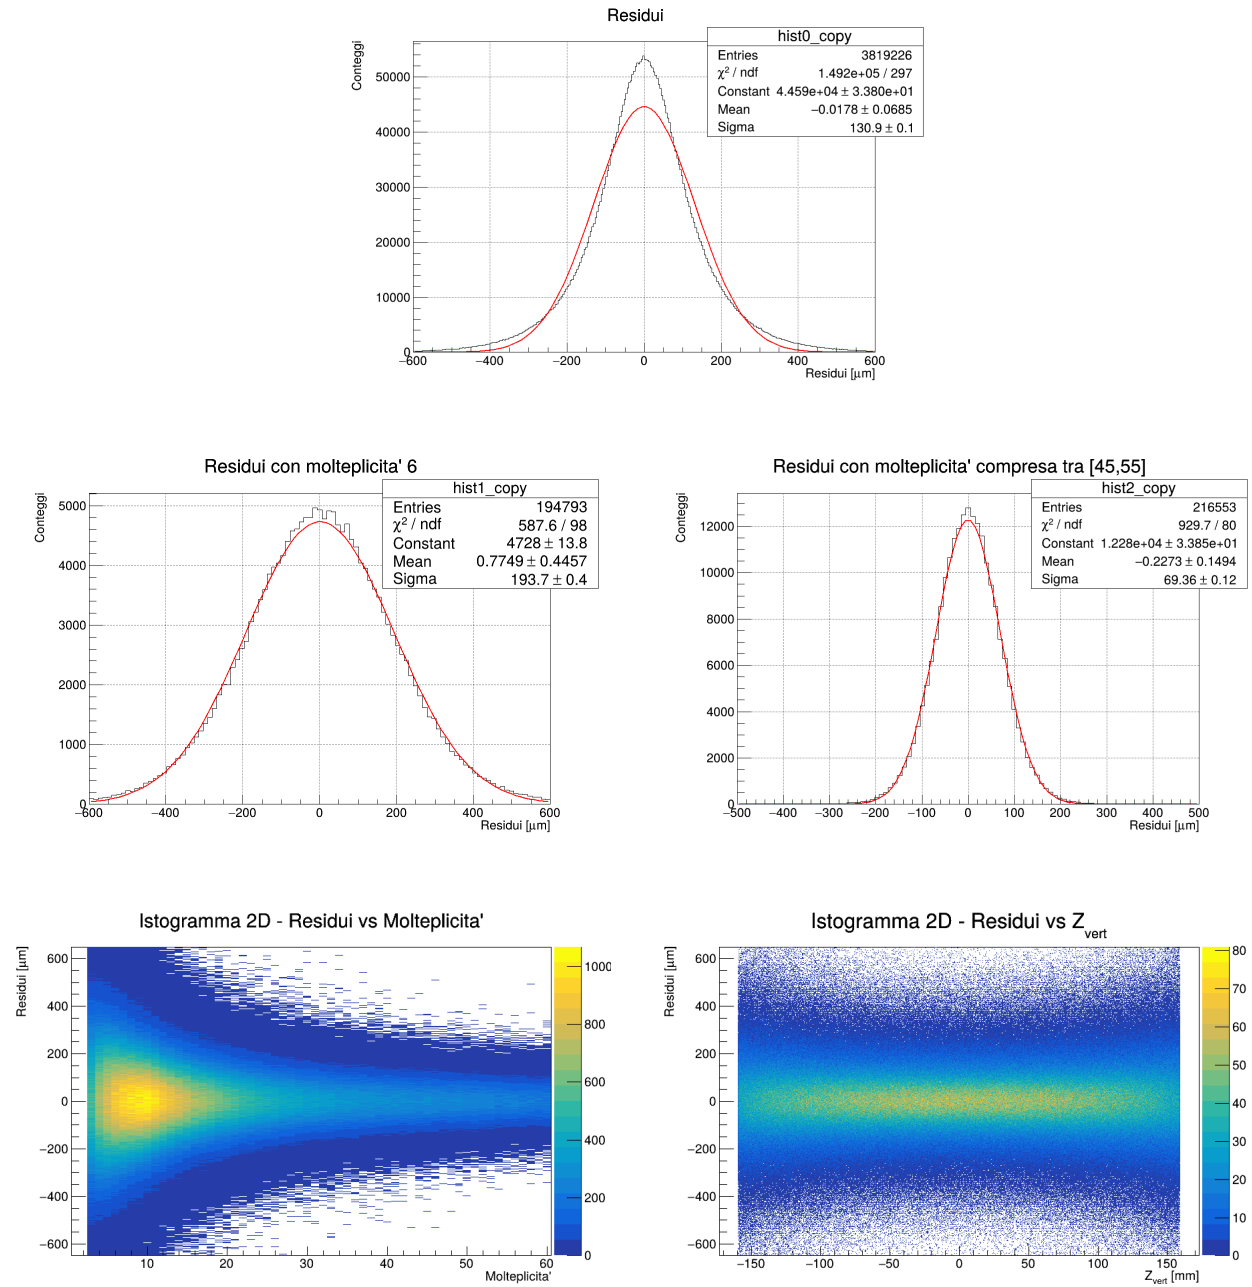 Residui
Conteggi
hist0_copy
Entries 3819226
χ² / ndf 1.492e+05 / 297
Constant 4.459e+04 ± 3.380e+01
Mean −0.0178 ± 0.0685
Sigma 130.9 ± 0.1
50000
40000
30000
20000
10000
0
−600 −400 −200 0 200 400 600
Residui [μm]
Residui con molteplicita' 6
Conteggi
hist1_copy
Entries 194793
χ² / ndf 587.6 / 98
Constant 4728 ± 13.8
Mean 0.7749 ± 0.4457
Sigma 193.7 ± 0.4
5000
4000
3000
2000
1000
0
−600 −400 −200 0 200 400 600
Residui [μm]
Residui con molteplicita' compresa tra [45,55]
Conteggi
hist2_copy
Entries 216553
χ² / ndf 929.7 / 80
Constant 1.228e+04 ± 3.385e+01
Mean −0.2273 ± 0.1494
Sigma 69.36 ± 0.12
12000
10000
8000
6000
4000
2000
0
−500 −400 −300 −200 −100 0 100 200 300 400 500
Residui [μm]
Istogramma 2D - Residui vs Molteplicita'
Residui [μm]
600
400
200
0
−200
−400
−600
10 20 30 40 50 60
Molteplicita'
1000
800
600
400
200
0
Istogramma 2D - Residui vs Zvert
Residui [μm]
600
400
200
0
−200
−400
−600
−150 −100 −50 0 50 100 150
Zvert [mm]
80
70
60
50
40
30
20
10
0